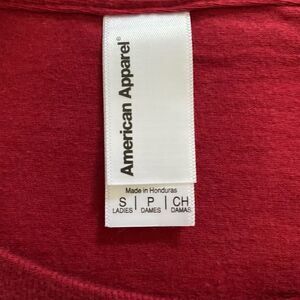 American Apparel®
Made in Honduras
S | P | CH
LADIES | DAMES | DAMAS